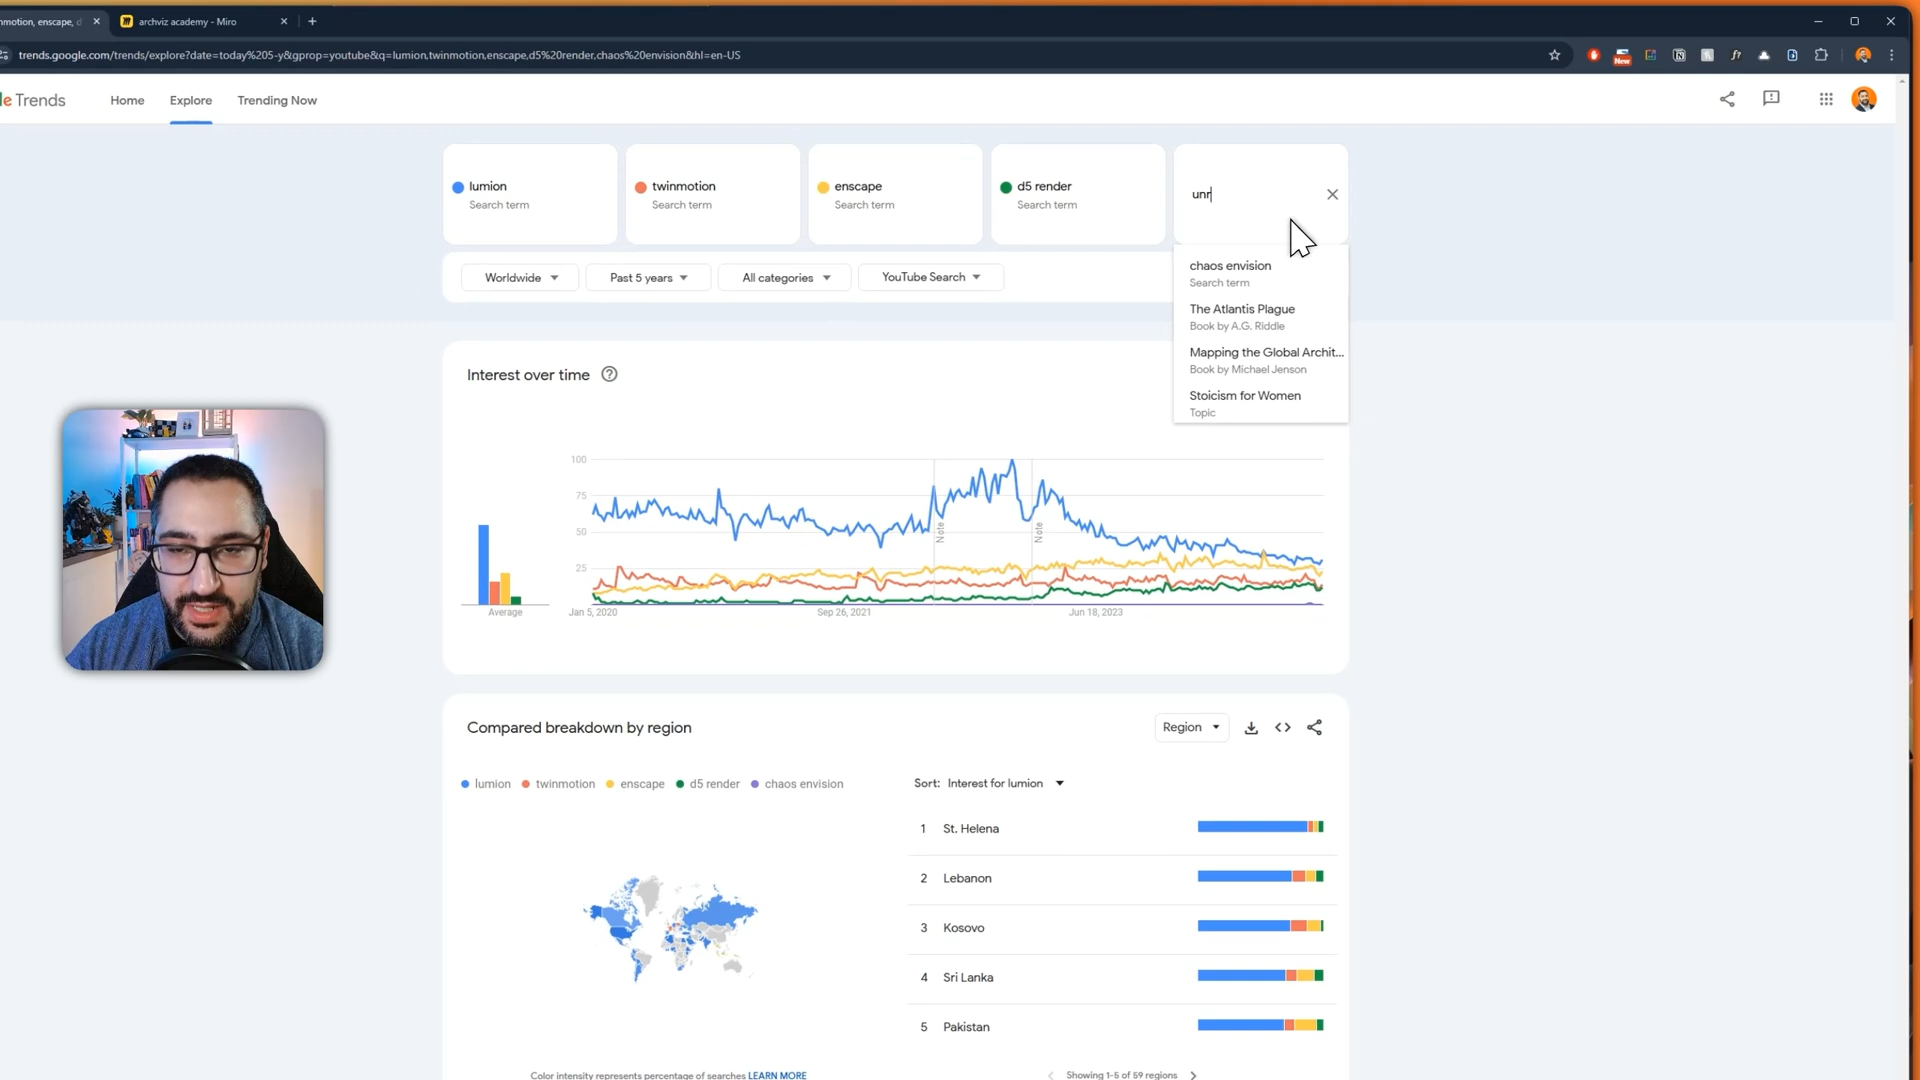 nmotion, enscape, d
archviz academy - Miro
trends.google.com/trends/explore?date=today%205-y&gprop=youtube&q=lumion,twinmotion,enscape,d5%20render,chaos%20envision&hl=en-US
New
f?
le Trends
Home
Explore
Trending Now
lumion
Search term
twinmotion
Search term
enscape
Search term
d5 render
Search term
unr
chaos envision
Search term
The Atlantis Plague
Book by A.G. Riddle
Mapping the Global Archit...
Book by Michael Jenson
Stoicism for Women
Topic
Worldwide
Past 5 years
All categories
YouTube Search
Interest over time
100
75
50
25
Note
Note
Average
Jan 5, 2020
Sep 26, 2021
Jun 18, 2023
Compared breakdown by region
Region
lumion twinmotion enscape d5 render chaos envision
Sort: Interest for lumion
1 St. Helena
2 Lebanon
3 Kosovo
4 Sri Lanka
5 Pakistan
Color intensity represents percentage of searches LEARN MORE
Showing 1-5 of 59 regions